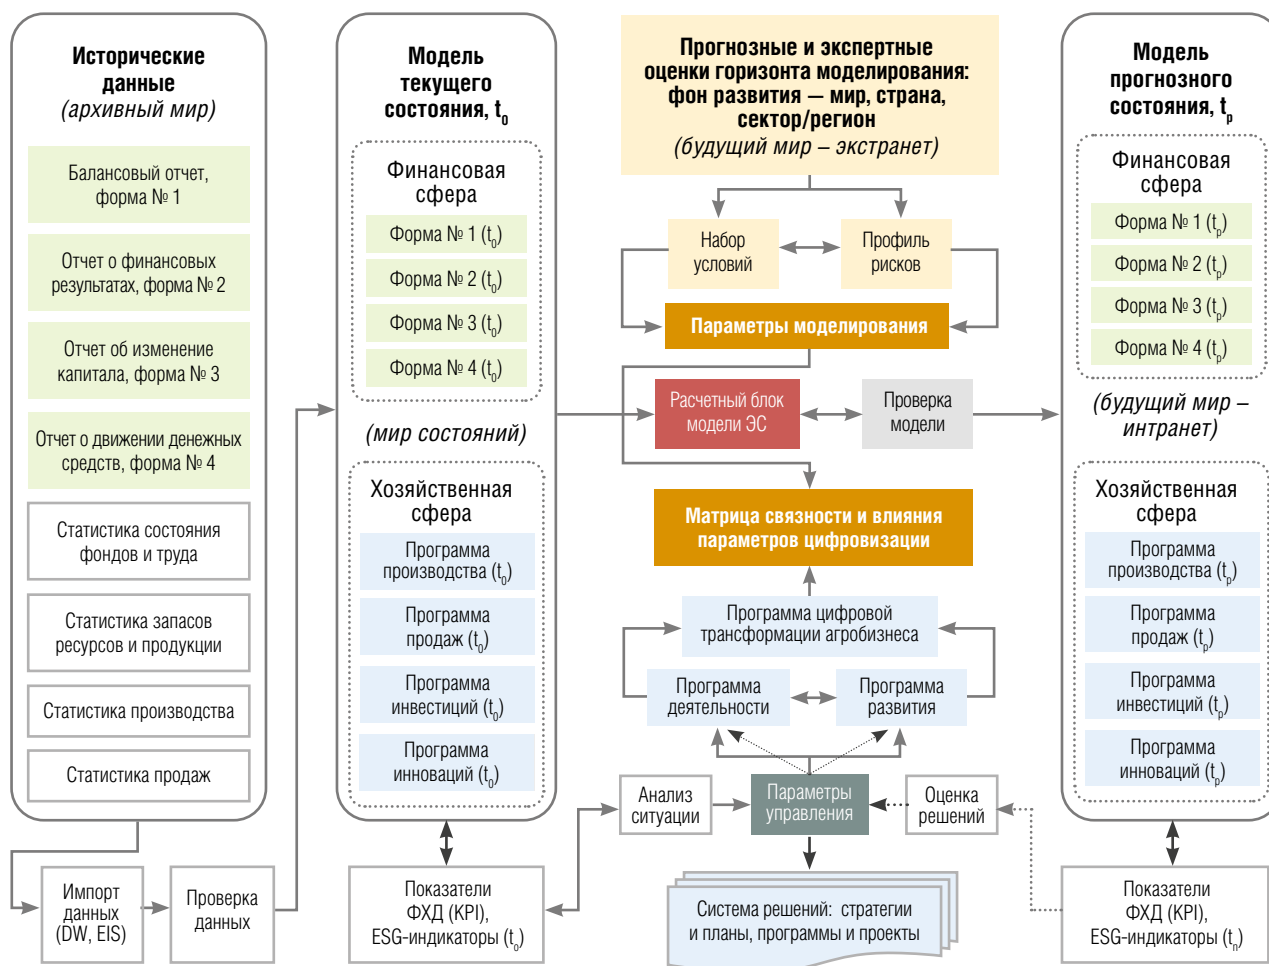 Исторические
данные
(архивный мир)
Балансовый отчет,
форма № 1
Отчет о финансовых
результатах, форма № 2
Отчет об изменение
капитала, форма № 3
Отчет о движении денежных
средств, форма № 4
Статистика состояния
фондов и труда
Статистика запасов
ресурсов и продукции
Статистика производства
Статистика продаж
Импорт
данных
(DW, EIS)
Проверка
данных
Модель
текущего
состояния, t₀
Финансовая
сфера
Форма № 1 (t₀)
Форма № 2 (t₀)
Форма № 3 (t₀)
Форма № 4 (t₀)
(мир состояний)
Хозяйственная
сфера
Программа
производства (t₀)
Программа
продаж (t₀)
Программа
инвестиций (t₀)
Программа
инноваций (t₀)
Показатели
ФХД (KPI),
ESG-индикаторы (t₀)
Прогнозные и экспертные
оценки горизонта моделирования:
фон развития — мир, страна,
сектор/регион
(будущий мир – экстранет)
Набор
условий
Профиль
рисков
Параметры моделирования
Расчетный блок
модели ЭС
Проверка
модели
Матрица связности и влияния
параметров цифровизации
Программа цифровой
трансформации агробизнеса
Программа
деятельности
Программа
развития
Анализ
ситуации
Параметры
управления
Оценка
решений
Система решений: стратегии
и планы, программы и проекты
Модель
прогнозного
состояния, tₚ
Финансовая
сфера
Форма № 1 (tₚ)
Форма № 2 (tₚ)
Форма № 3 (tₚ)
Форма № 4 (tₚ)
(будущий мир –
интранет)
Хозяйственная
сфера
Программа
производства (tₚ)
Программа
продаж (tₚ)
Программа
инвестиций (tₚ)
Программа
инноваций (tₚ)
Показатели
ФХД (KPI),
ESG-индикаторы (tₙ)